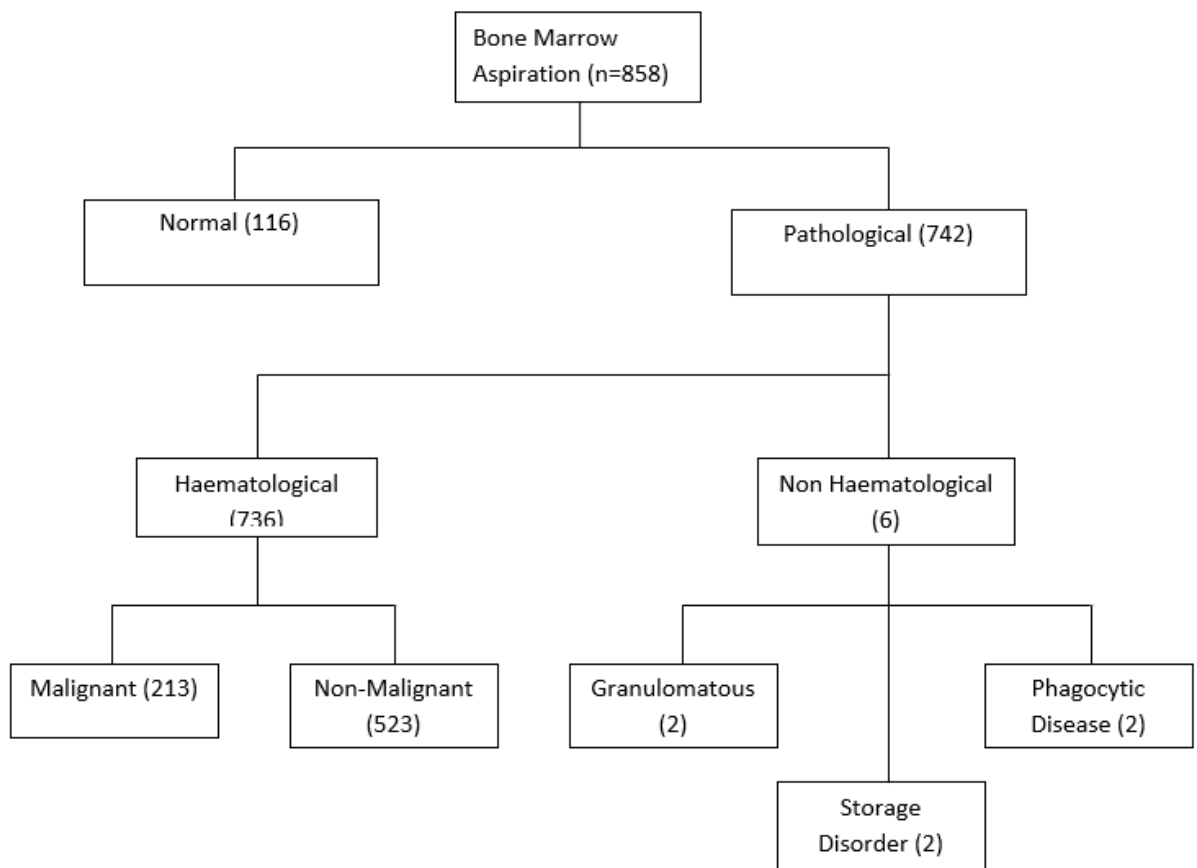 Bone Marrow
Aspiration (n=858)
Normal (116)
Pathological (742)
Haematological
(736)
Non Haematological
(6)
Malignant (213)
Non-Malignant
(523)
Granulomatous
(2)
Phagocytic
Disease (2)
Storage
Disorder (2)